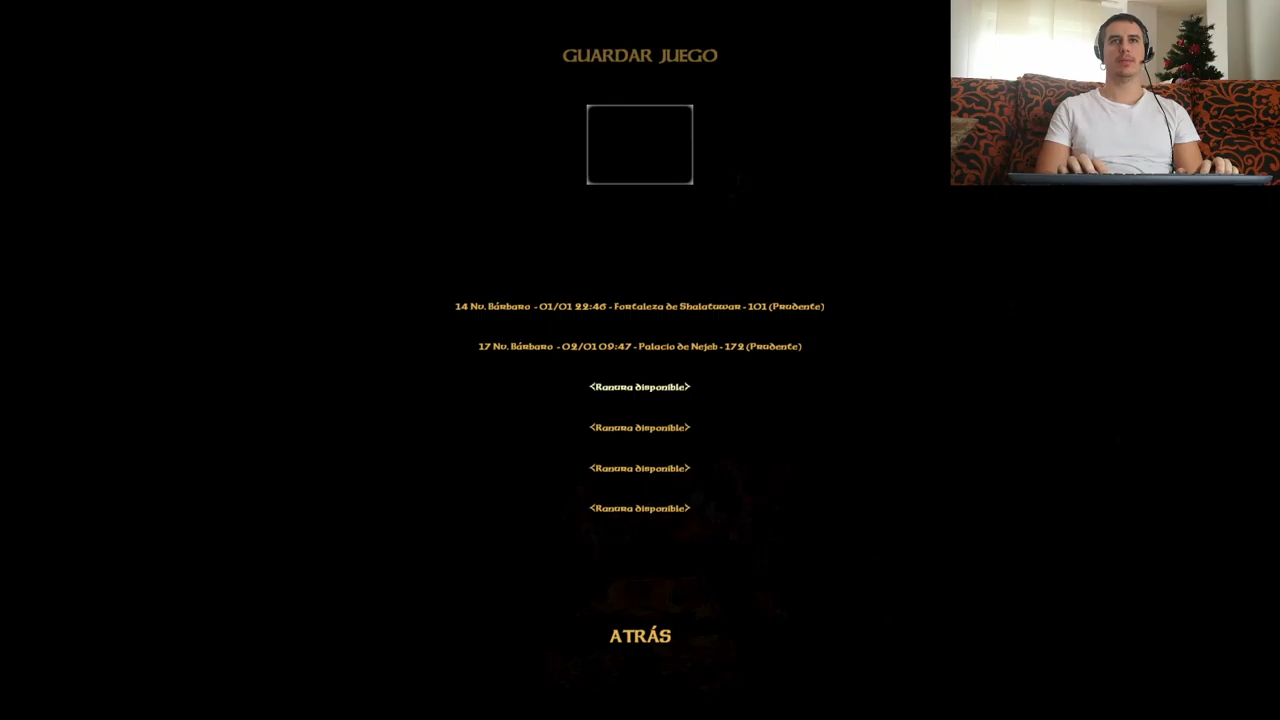 GUARDAR JUEGO
14 Nv. Bárbaro - 01/01 22:46 - Fortaleza de Shalatuwar - 101 (Prudente)
17 Nv. Bárbaro - 02/01 09:47 - Palacio de Nejeb - 172 (Prudente)
<Ranura disponible>
<Ranura disponible>
<Ranura disponible>
<Ranura disponible>
ATRÁS